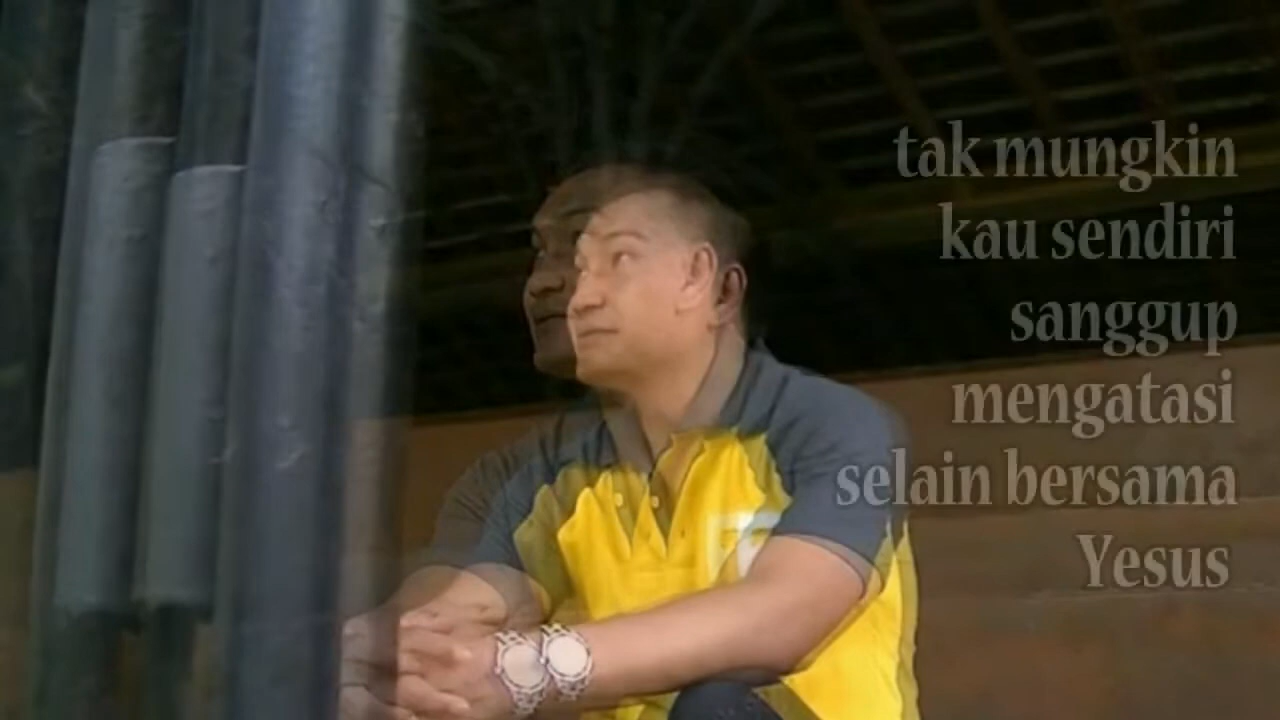 tak mungkin
kau sendiri
sanggup
mengatasi
selain bersama
Yesus